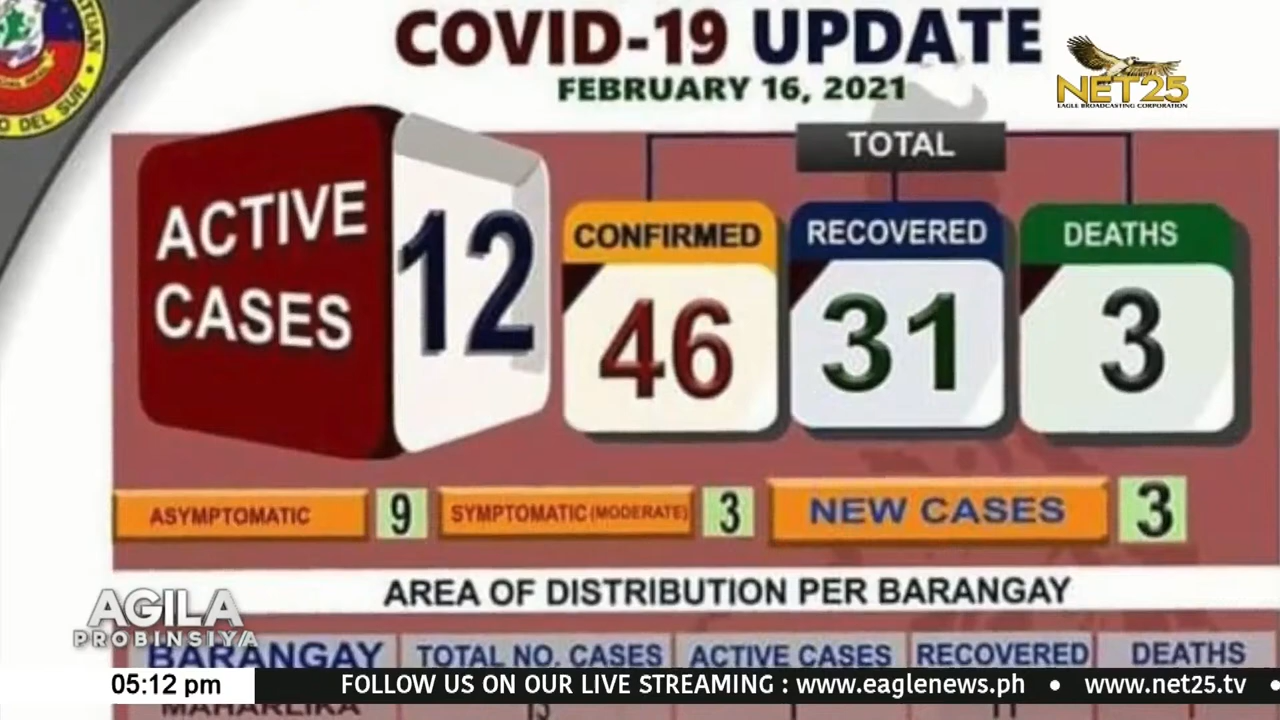 COVID-19 UPDATE
FEBRUARY 16, 2021
NET25
EAGLE BROADCASTING CORPORATION
DEL SUR
TOTAL
ACTIVE
CASES
12
CONFIRMED
46
RECOVERED
31
DEATHS
3
ASYMPTOMATIC 9
SYMPTOMATIC (MODERATE) 3
NEW CASES 3
AREA OF DISTRIBUTION PER BARANGAY
AGILA
PROBINSIYA
BARANGAY TOTAL NO. CASES ACTIVE CASES RECOVERED DEATHS
MAHARLIKA
05:12 pm
FOLLOW US ON OUR LIVE STREAMING : www.eaglenews.ph • www.net25.tv •